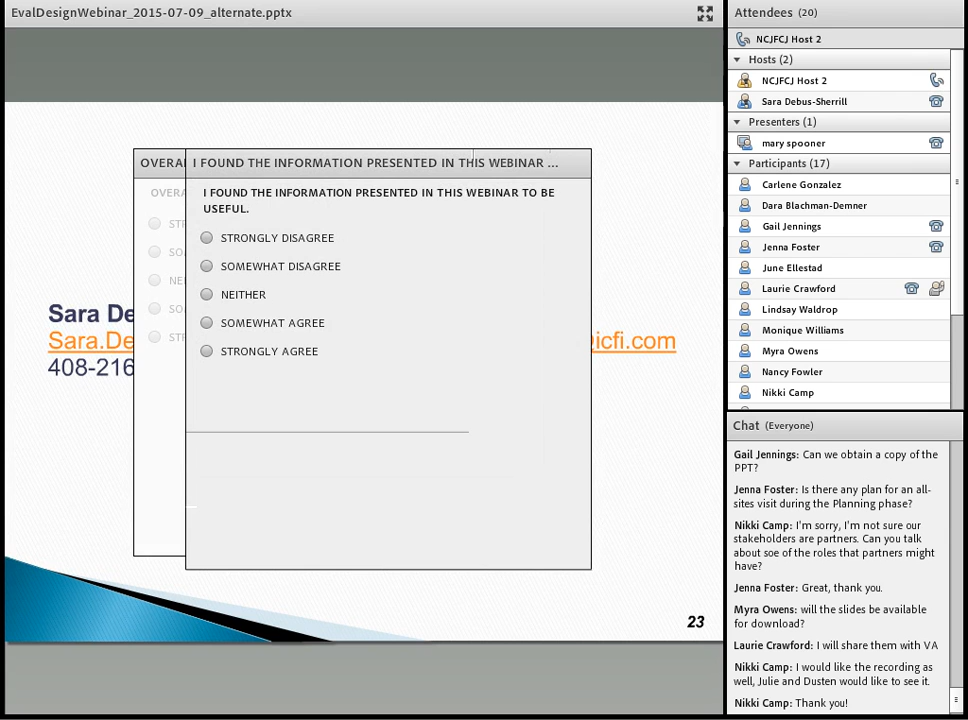 EvalDesignWebinar_2015-07-09_alternate.pptx
OVERAL
I FOUND THE INFORMATION PRESENTED IN THIS WEBINAR ...
OVERA
I FOUND THE INFORMATION PRESENTED IN THIS WEBINAR TO BE
USEFUL.
ST
STRONGLY DISAGREE
SO
SOMEWHAT DISAGREE
NE
NEITHER
SO
SOMEWHAT AGREE
ST
STRONGLY AGREE
Sara De
Sara.De
icfi.com
408-216
23
Attendees (20)
NCJFCJ Host 2
Hosts (2)
NCJFCJ Host 2
Sara Debus-Sherrill
Presenters (1)
mary spooner
Participants (17)
Carlene Gonzalez
Dara Blachman-Demner
Gail Jennings
Jenna Foster
June Ellestad
Laurie Crawford
Lindsay Waldrop
Monique Williams
Myra Owens
Nancy Fowler
Nikki Camp
Chat (Everyone)
Gail Jennings: Can we obtain a copy of the
PPT?
Jenna Foster: Is there any plan for an all-
sites visit during the Planning phase?
Nikki Camp: I'm sorry, I'm not sure our
stakeholders are partners. Can you talk
about soe of the roles that partners might
have?
Jenna Foster: Great, thank you.
Myra Owens: will the slides be available
for download?
Laurie Crawford: I will share them with VA
Nikki Camp: I would like the recording as
well, Julie and Dusten would like to see it.
Nikki Camp: Thank you!